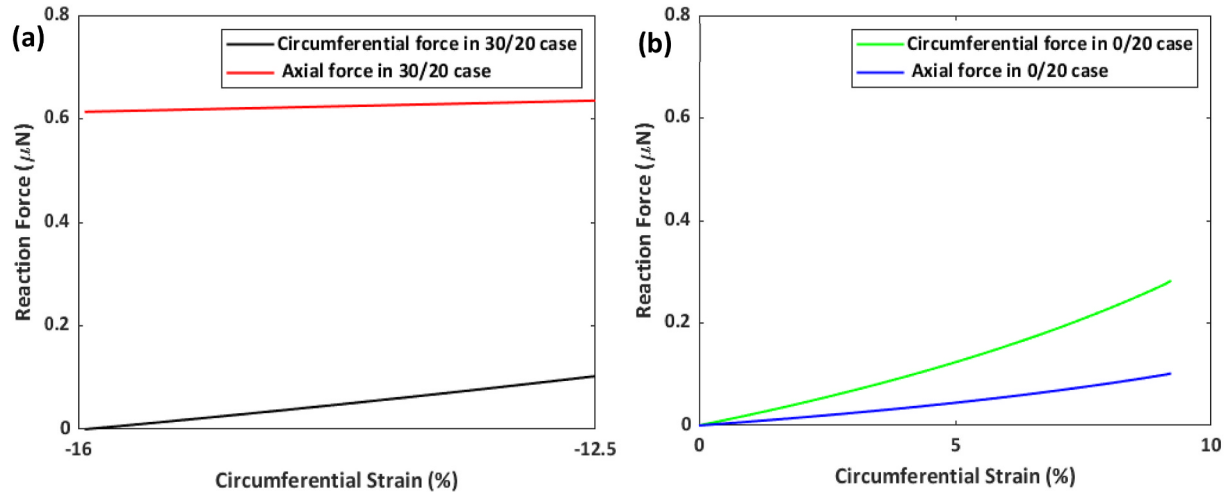 (a)
0.8
0.6
0.4
0.2
0
Reaction Force (μN)
Circumferential force in 30/20 case
Axial force in 30/20 case
-16
-12.5
Circumferential Strain (%)
(b)
0.8
0.6
0.4
0.2
0
Reaction Force (μN)
Circumferential force in 0/20 case
Axial force in 0/20 case
0
5
10
Circumferential Strain (%)